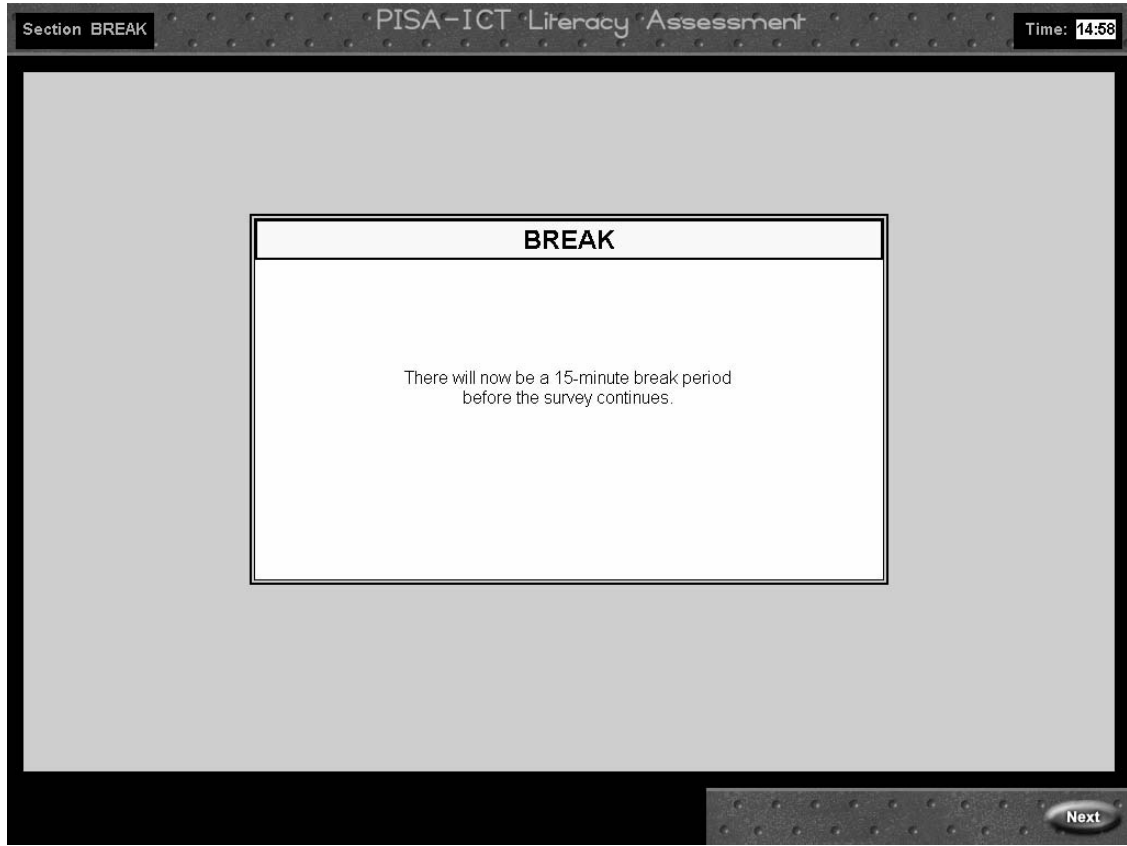 Section BREAK
PISA-ICT Literacy Assessment
Time: 14:58
BREAK
There will now be a 15-minute break period
before the survey continues.
Next